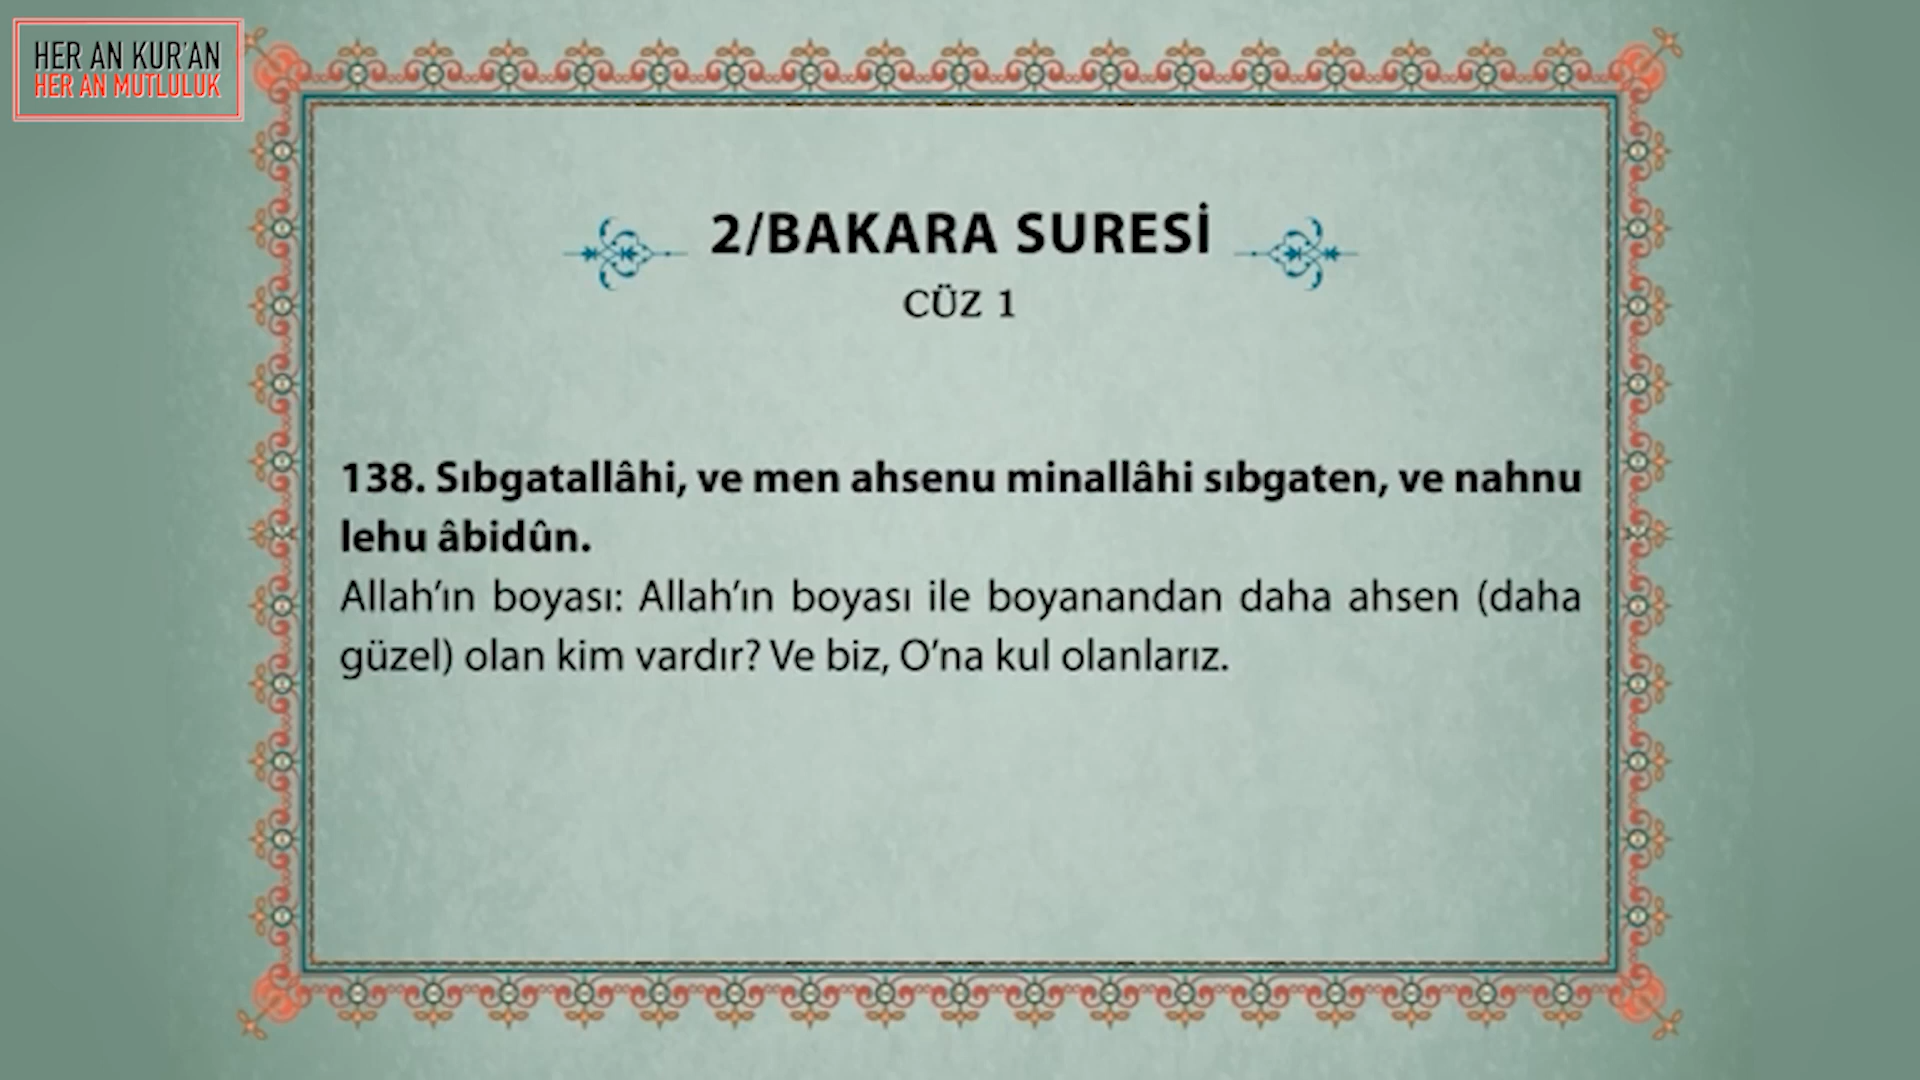 HER AN KUR'AN
HER AN MUTLULUK
2/BAKARA SURESİ
CÜZ 1
138. Sıbgatallâhi, ve men ahsenu minallâhi sıbgaten, ve nahnu
lehu âbidûn.
Allah’ın boyası: Allah’ın boyası ile boyanandan daha ahsen (daha
güzel) olan kim vardır? Ve biz, O’na kul olanlarız.